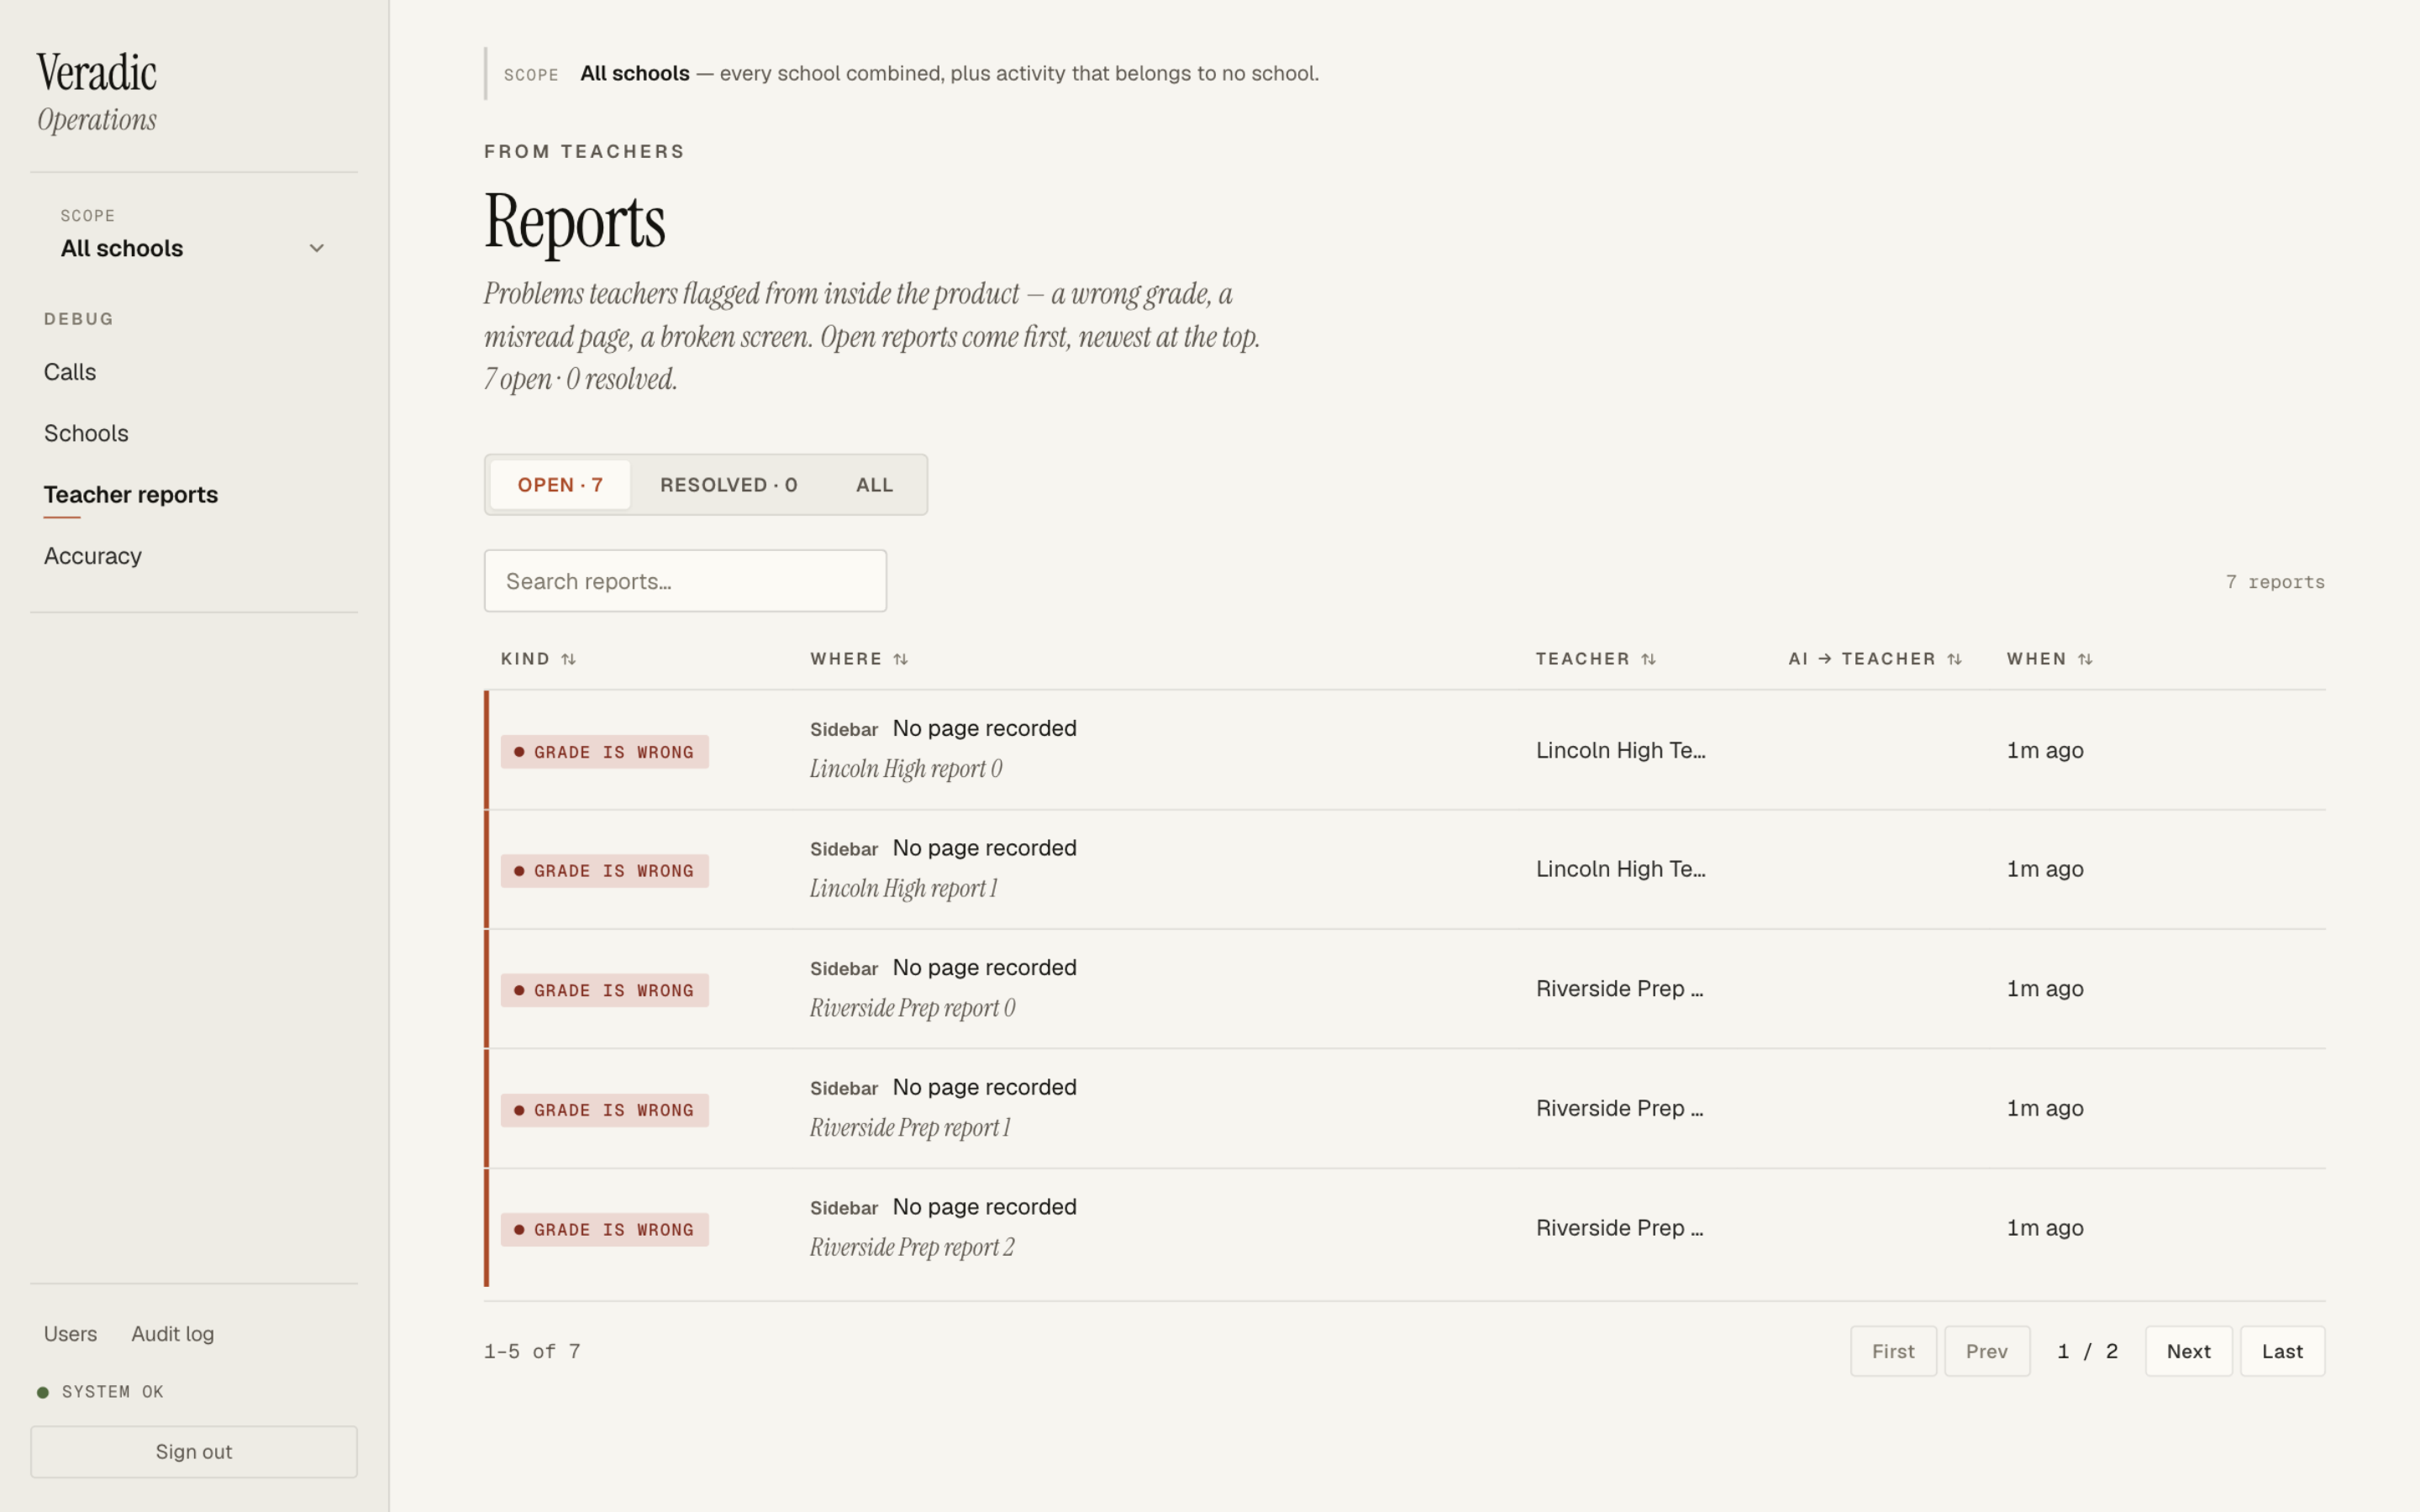 Veradic
Operations
SCOPE
All schools
DEBUG
Calls
Schools
Teacher reports
Accuracy
Users Audit log
SYSTEM OK
Sign out
SCOPE All schools — every school combined, plus activity that belongs to no school.
FROM TEACHERS
Reports
Problems teachers flagged from inside the product — a wrong grade, a
misread page, a broken screen. Open reports come first, newest at the top.
7 open · 0 resolved.
OPEN · 7 RESOLVED · 0 ALL
Search reports…
7 reports
KIND WHERE TEACHER AI → TEACHER WHEN
Sidebar No page recorded
GRADE IS WRONG Lincoln High Te… 1m ago
Lincoln High report 0
Sidebar No page recorded
GRADE IS WRONG Lincoln High Te… 1m ago
Lincoln High report 1
Sidebar No page recorded
GRADE IS WRONG Riverside Prep … 1m ago
Riverside Prep report 0
Sidebar No page recorded
GRADE IS WRONG Riverside Prep … 1m ago
Riverside Prep report 1
Sidebar No page recorded
GRADE IS WRONG Riverside Prep … 1m ago
Riverside Prep report 2
1–5 of 7 First Prev 1 / 2 Next Last